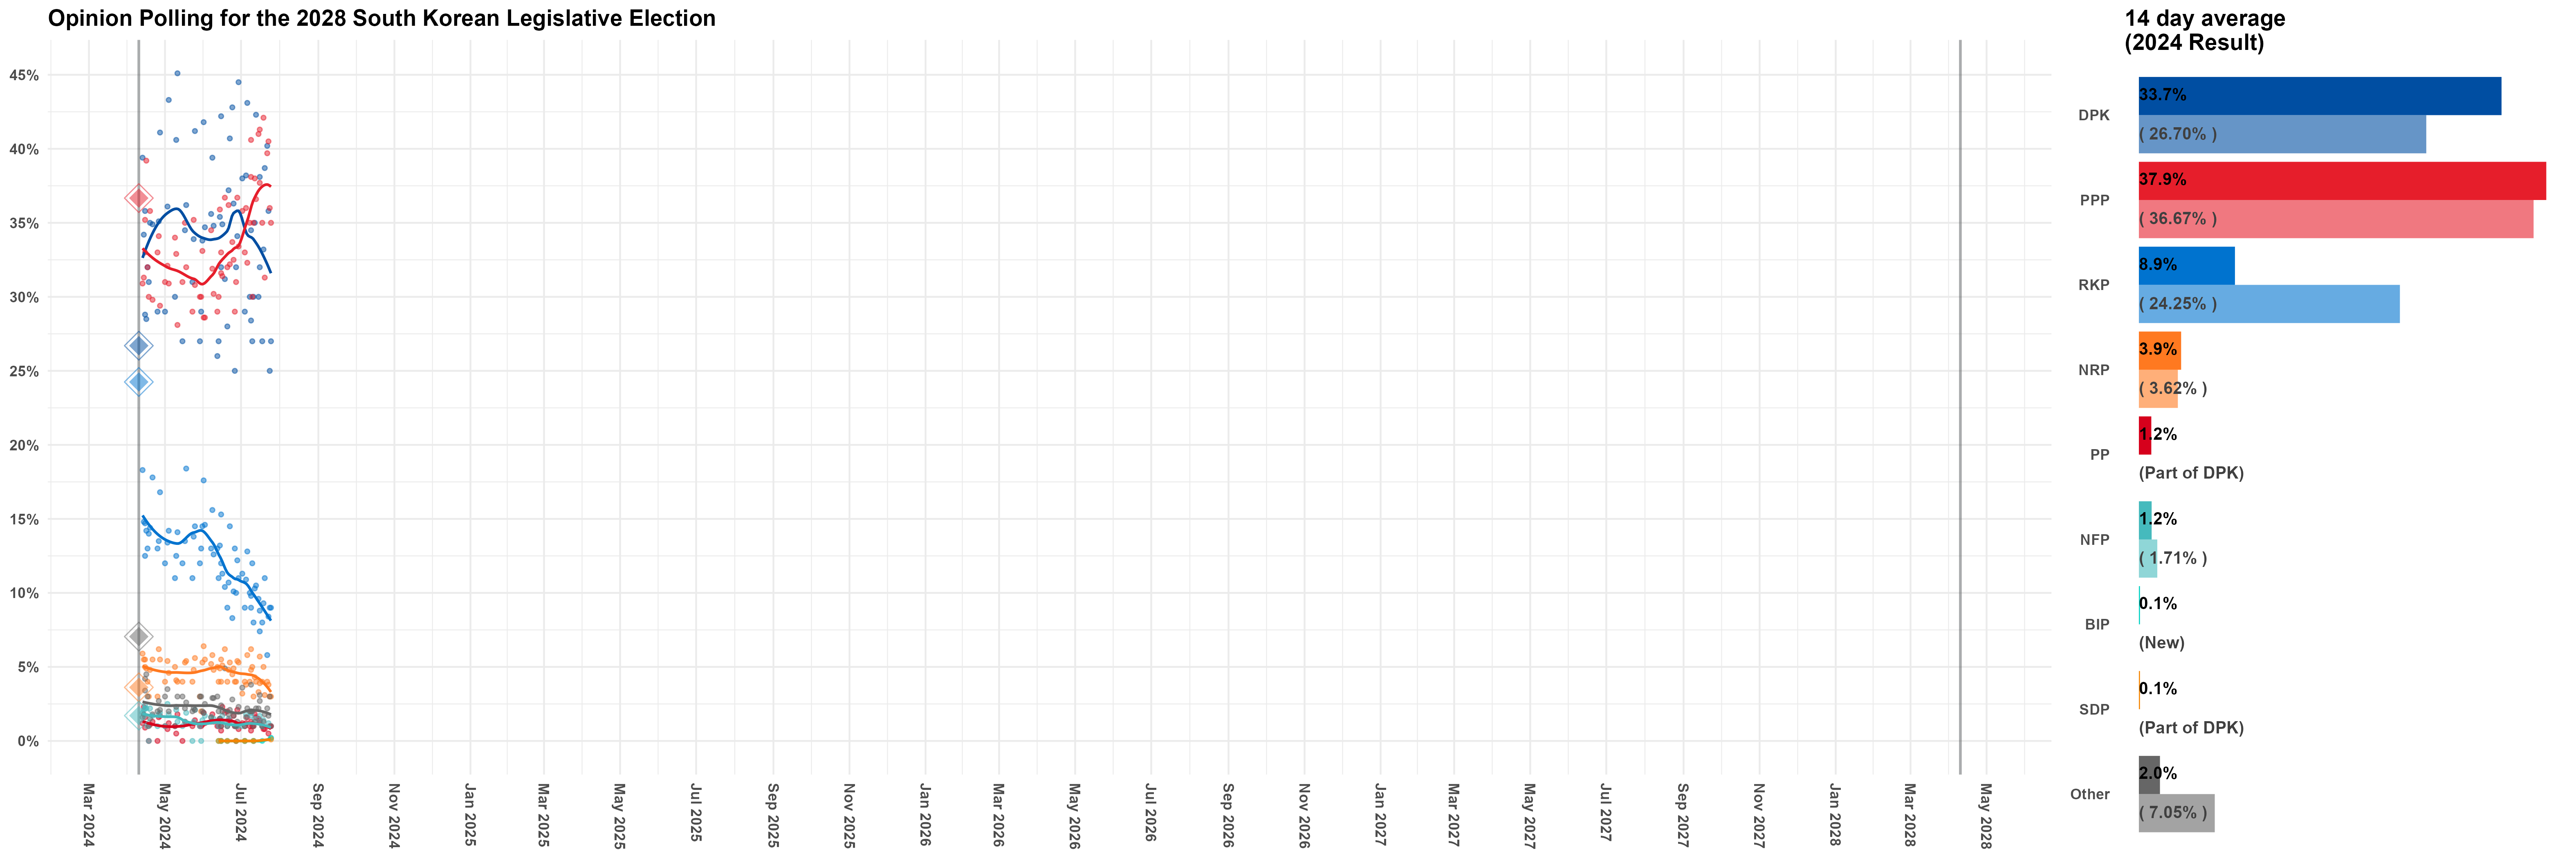 Opinion Polling for the 2028 South Korean Legislative Election
14 day average
(2024 Result)
45%
40%
35%
30%
25%
20%
15%
10%
5%
0%
Mar 2024
May 2024
Jul 2024
Sep 2024
Nov 2024
Jan 2025
Mar 2025
May 2025
Jul 2025
Sep 2025
Nov 2025
Jan 2026
Mar 2026
May 2026
Jul 2026
Sep 2026
Nov 2026
Jan 2027
Mar 2027
May 2027
Jul 2027
Sep 2027
Nov 2027
Jan 2028
Mar 2028
May 2028
DPK
33.7%
( 26.70% )
PPP
37.9%
( 36.67% )
RKP
8.9%
( 24.25% )
NRP
3.9%
( 3.62% )
PP
1.2%
(Part of DPK)
NFP
1.2%
( 1.71% )
BIP
0.1%
(New)
SDP
0.1%
(Part of DPK)
Other
2.0%
( 7.05% )